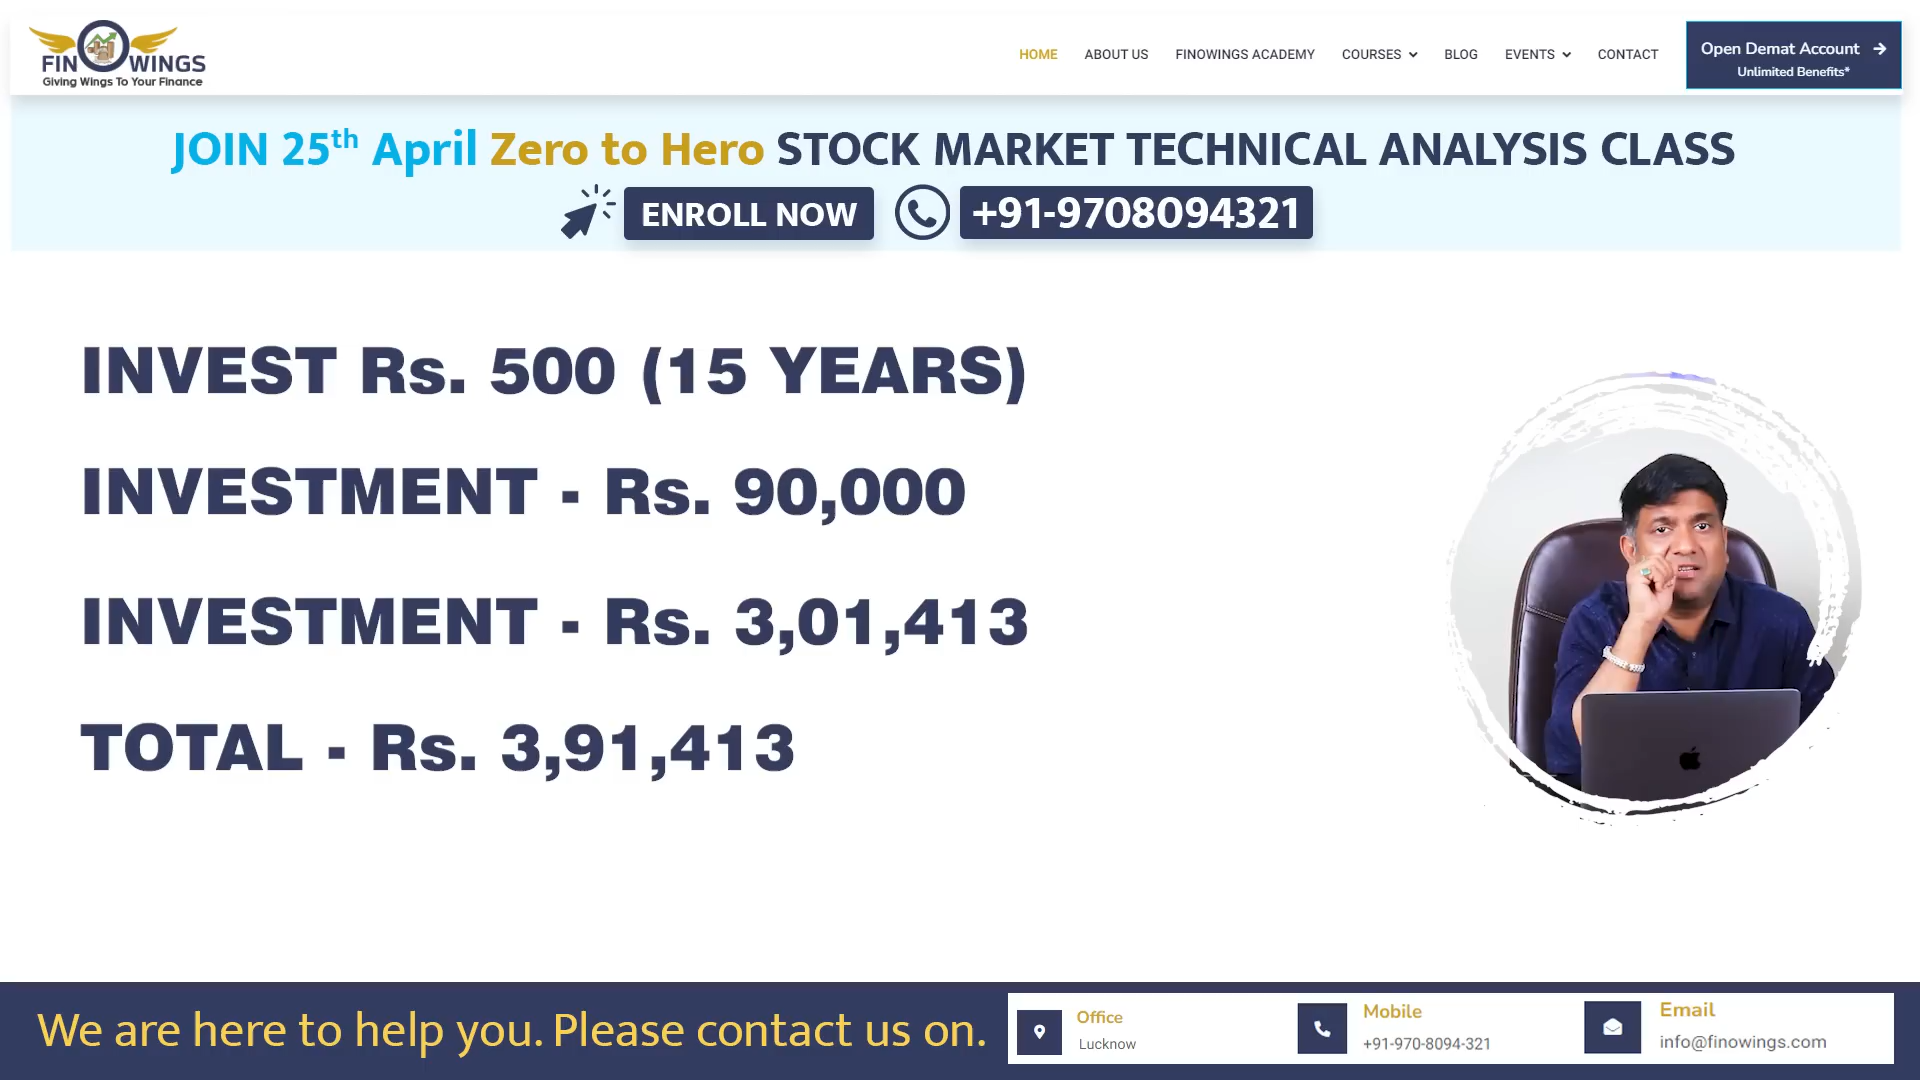 FINOWINGS
Giving Wings To Your Finance
HOME ABOUT US FINOWINGS ACADEMY COURSES BLOG EVENTS CONTACT
Open Demat Account
Unlimited Benefits*
JOIN 25th April Zero to Hero STOCK MARKET TECHNICAL ANALYSIS CLASS
ENROLL NOW +91-9708094321
INVEST Rs. 500 (15 YEARS)
INVESTMENT - Rs. 90,000
INVESTMENT - Rs. 3,01,413
TOTAL - Rs. 3,91,413
We are here to help you. Please contact us on.
Office
Lucknow
Mobile
+91-970-8094-321
Email
info@finowings.com